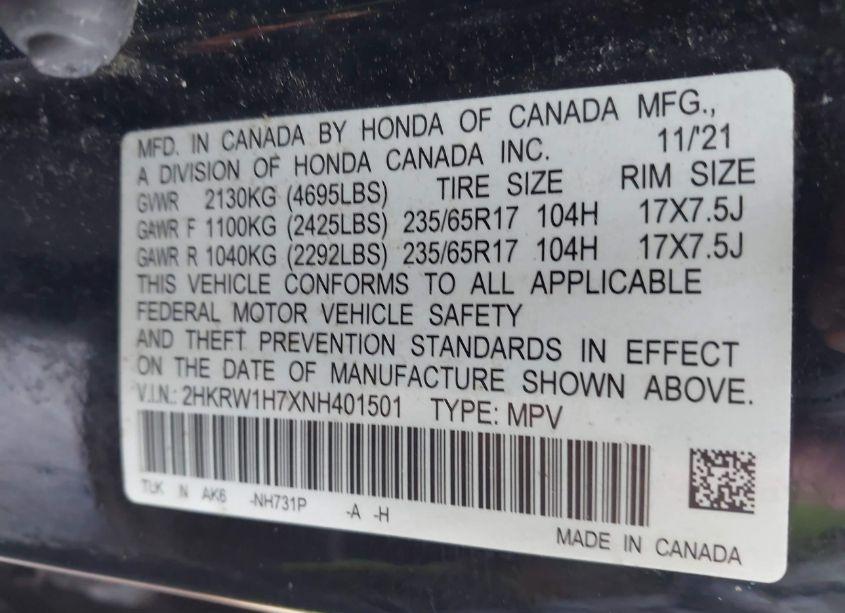 MFD. IN CANADA BY HONDA OF CANADA MFG.,
A DIVISION OF HONDA CANADA INC. 11/'21
GVWR 2130KG (4695LBS) TIRE SIZE RIM SIZE
GAWR F 1100KG (2425LBS) 235/65R17 104H 17X7.5J
GAWR R 1040KG (2292LBS) 235/65R17 104H 17X7.5J
THIS VEHICLE CONFORMS TO ALL APPLICABLE
FEDERAL MOTOR VEHICLE SAFETY
AND THEFT PREVENTION STANDARDS IN EFFECT
ON THE DATE OF MANUFACTURE SHOWN ABOVE.
V.I.N.: 2HKRW1H7XNH401501 TYPE: MPV
TLK N AK6 -NH731P -A -H
MADE IN CANADA